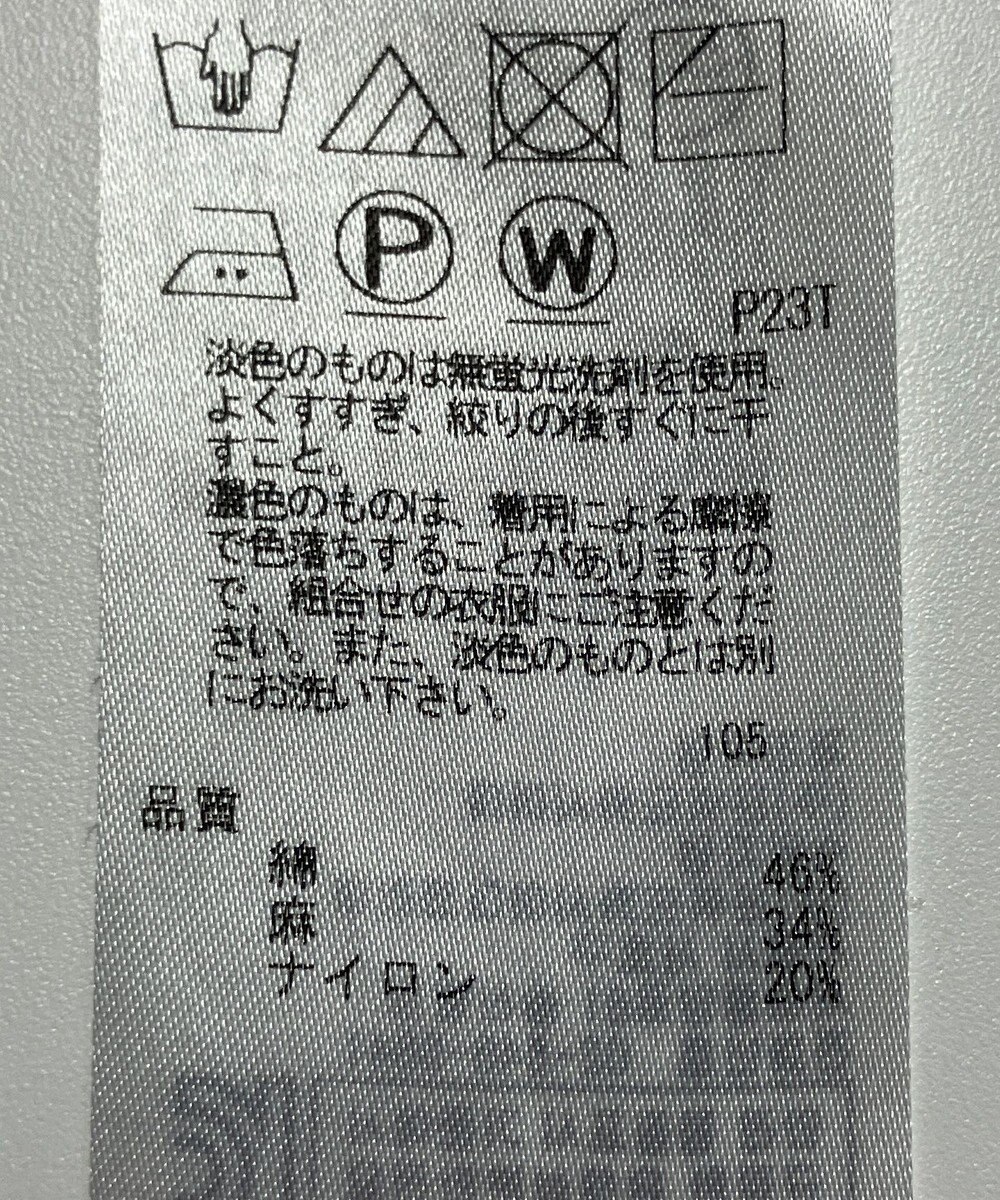 P
W
P23T
淡色のものは無蛍光洗剤を使用。
よくすすぎ、絞りの後すぐに干
すこと。
濃色のものは、着用による摩擦
で色落ちすることがありますの
で、組合せの衣服にご注意くだ
さい。また、淡色のものとは別
にお洗い下さい。
105
品質
綿 46%
麻 34%
ナイロン 20%